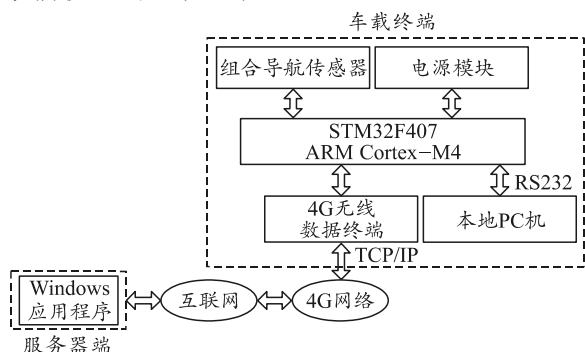 车载终端
组合导航传感器
电源模块
STM32F407
ARM Cortex-M4
RS232
4G无线
数据终端
本地PC机
TCP/IP
Windows
应用程序
互联网
4G网络
服务器端